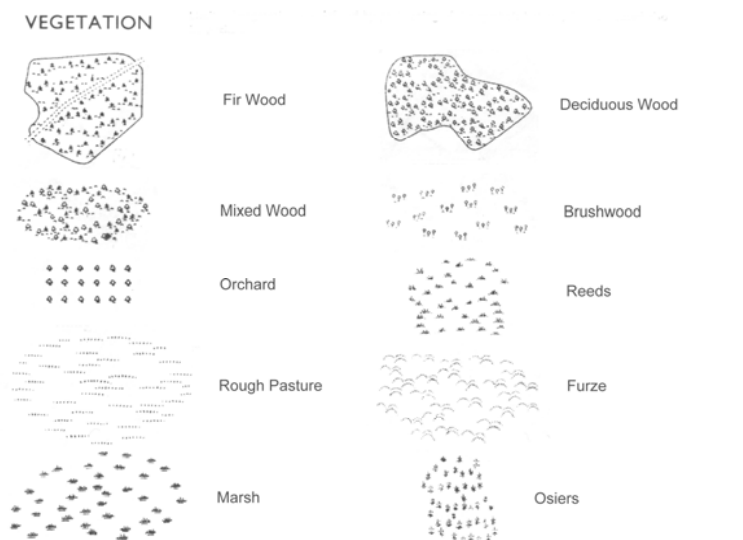 VEGETATION
Fir Wood
Deciduous Wood
Mixed Wood
Brushwood
Orchard
Reeds
Rough Pasture
Furze
Marsh
Osiers